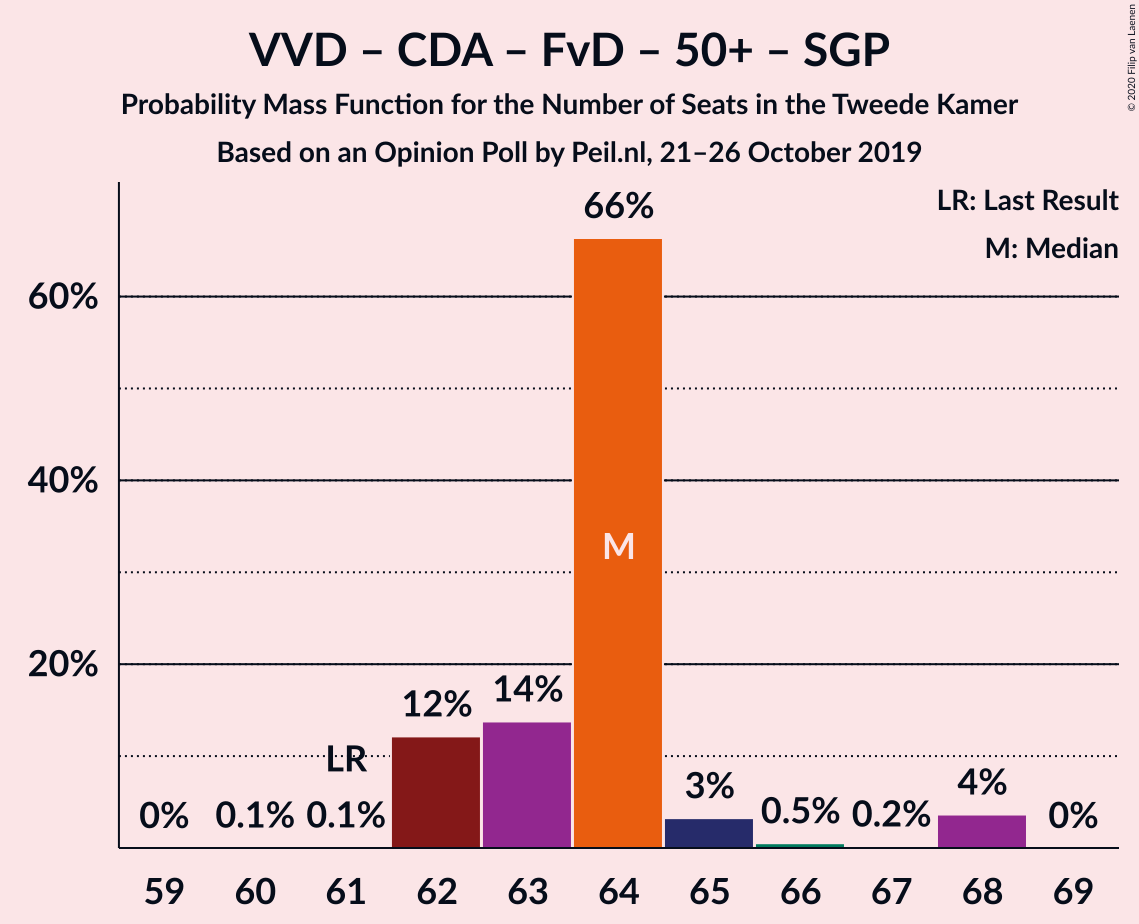 VVD – CDA – FvD – 50+ – SGP
Probability Mass Function for the Number of Seats in the Tweede Kamer
Based on an Opinion Poll by Peil.nl, 21–26 October 2019
© 2020 Filip van Laenen
LR: Last Result
M: Median
66%
60%
40%
M
20%
14%
12%
LR
3%
4%
0%
0.1%
0.1%
0.5%
0.2%
0%
59 60 61 62 63 64 65 66 67 68 69